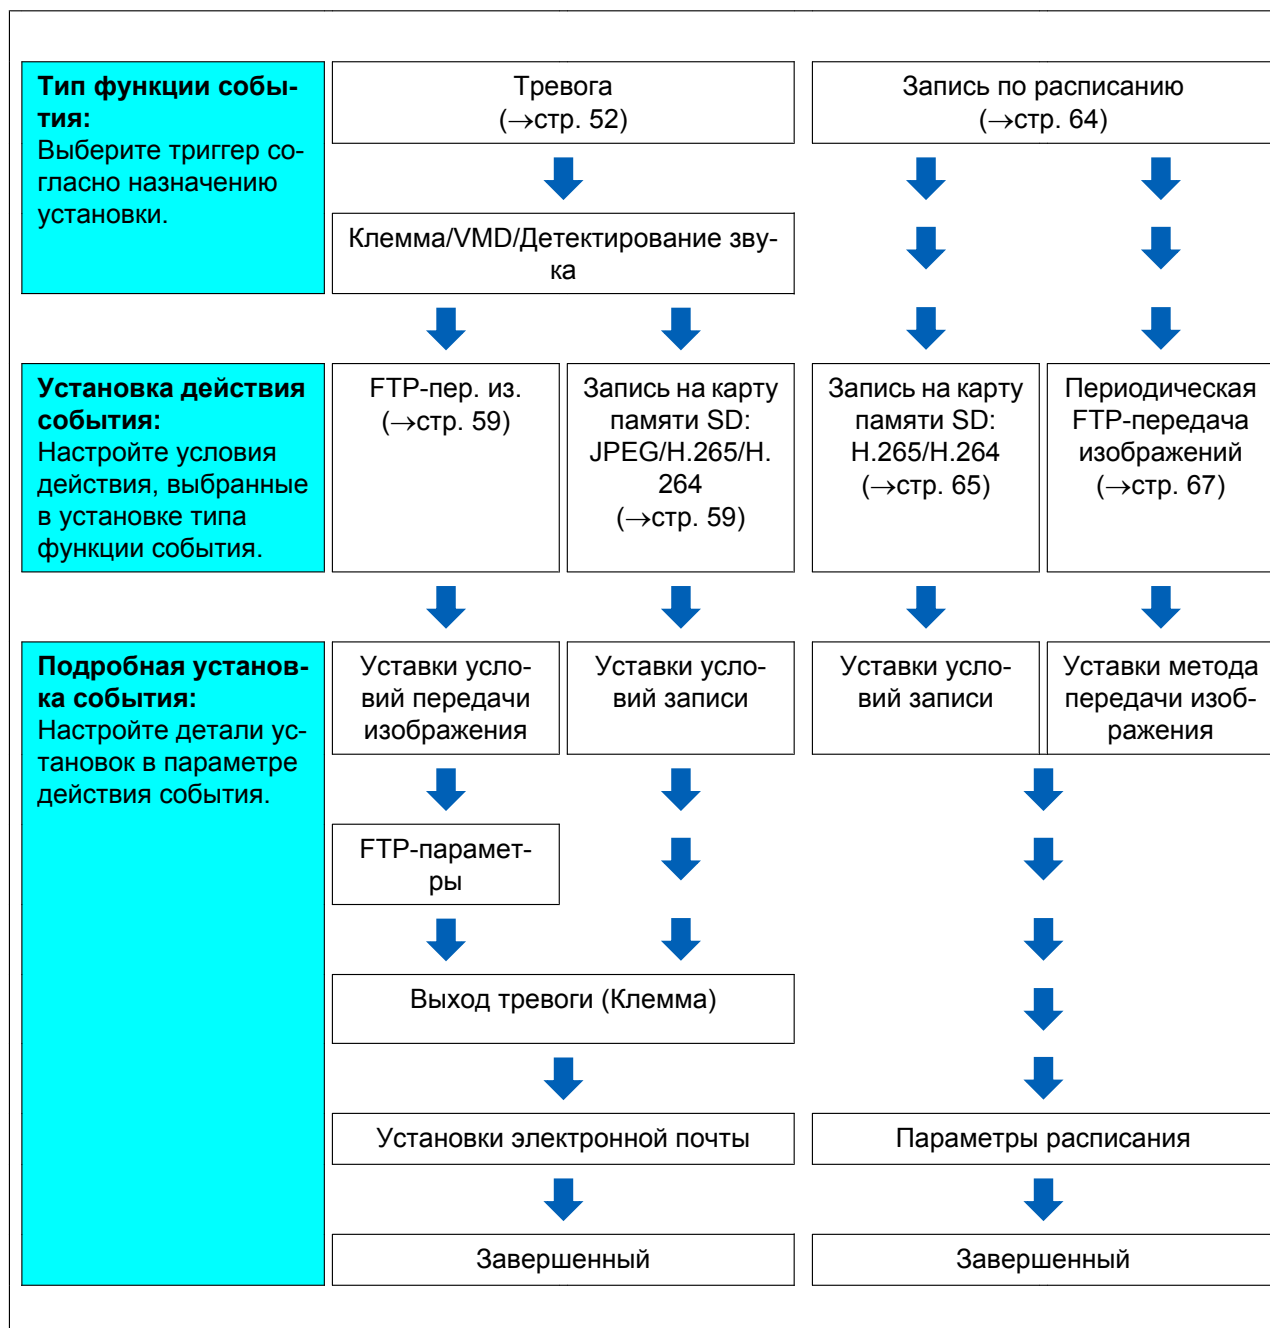 Тип функции собы-
тия:
Выберите триггер со-
гласно назначению
установки.
Тревога
(→стр. 52)
Запись по расписанию
(→стр. 64)
Клемма/VMD/Детектирование зву-
ка
Установка действия
события:
Настройте условия
действия, выбранные
в установке типа
функции события.
FTP-пер. из.
(→стр. 59)
Запись на карту
памяти SD:
JPEG/H.265/H.
264
(→стр. 59)
Запись на карту
памяти SD:
H.265/H.264
(→стр. 65)
Периодическая
FTP-передача
изображений
(→стр. 67)
Подробная установ-
ка события:
Настройте детали ус-
тановок в параметре
действия события.
Уставки усло-
вий передачи
изображения
Уставки усло-
вий записи
Уставки усло-
вий записи
Уставки метода
передачи изоб-
ражения
FTP-парамет-
ры
Выход тревоги (Клемма)
Установки электронной почты
Параметры расписания
Завершенный
Завершенный